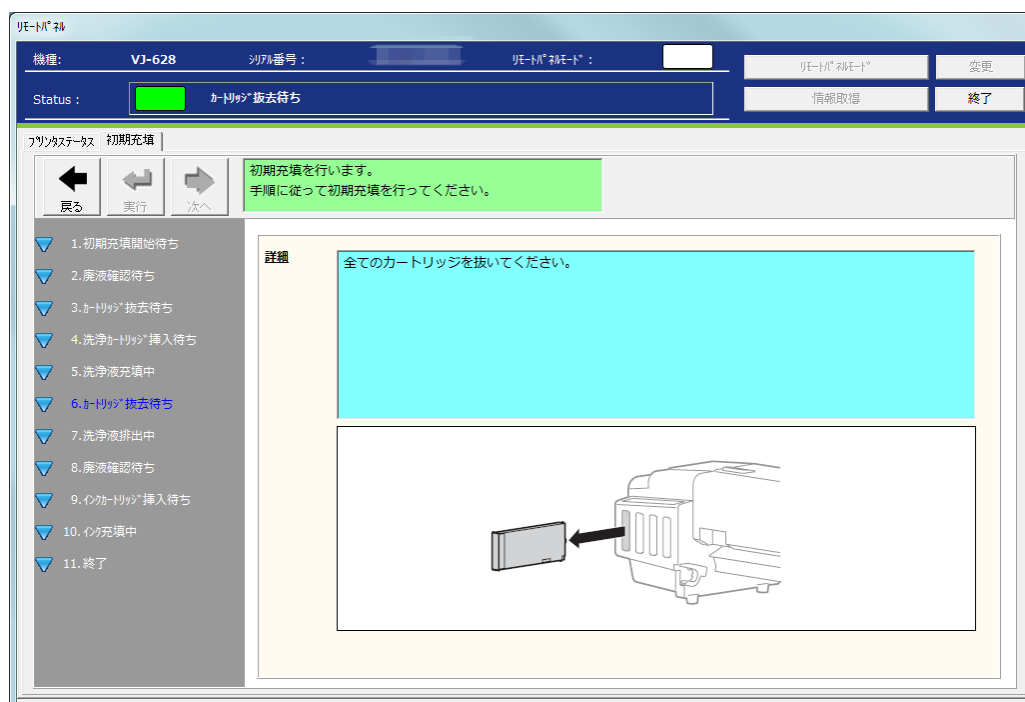 ﾘﾓｰﾄﾊﾟﾈﾙ
機種: VJ-628 ｼﾘｱﾙ番号： ﾘﾓｰﾄﾊﾟﾈﾙﾓｰﾄﾞ：
ﾘﾓｰﾄﾊﾟﾈﾙﾓｰﾄﾞ 変更
Status : ｶｰﾄﾘｯｼﾞ抜去待ち
情報取得 終了
ﾌﾟﾘﾝﾀｽﾃｰﾀｽ 初期充填
戻る 実行 次へ
初期充填を行います。
手順に従って初期充填を行ってください。
1.初期充填開始待ち
2.廃液確認待ち
3.ｶｰﾄﾘｯｼﾞ抜去待ち
4.洗浄ｶｰﾄﾘｯｼﾞ挿入待ち
5.洗浄液充填中
6.ｶｰﾄﾘｯｼﾞ抜去待ち
7.洗浄液排出中
8.廃液確認待ち
9.ｲﾝｸｶｰﾄﾘｯｼﾞ挿入待ち
10.ｲﾝｸ充填中
11.終了
詳細
全てのカートリッジを抜いてください。